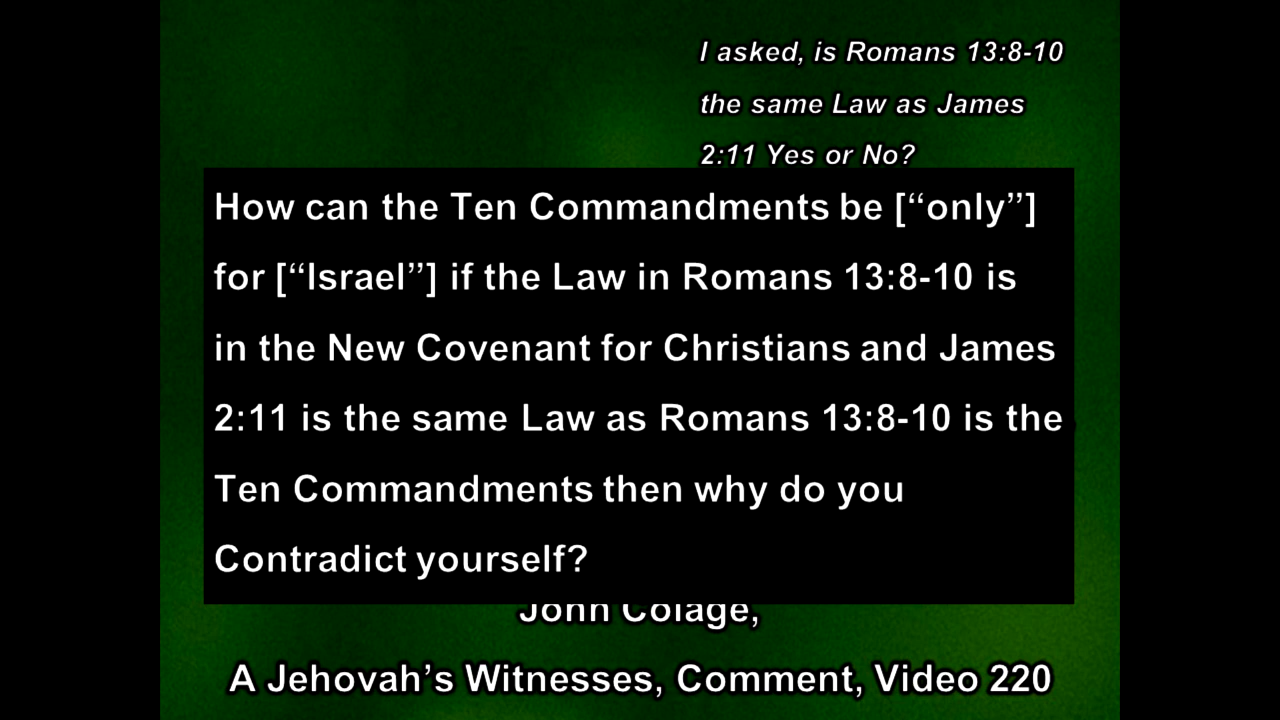 I asked, is Romans 13:8-10
the same Law as James
2:11 Yes or No?
How can the Ten Commandments be [“only”]
for [“Israel”] if the Law in Romans 13:8-10 is
in the New Covenant for Christians and James
2:11 is the same Law as Romans 13:8-10 is the
Ten Commandments then why do you
Contradict yourself?
John Colage,
A Jehovah’s Witnesses, Comment, Video 220